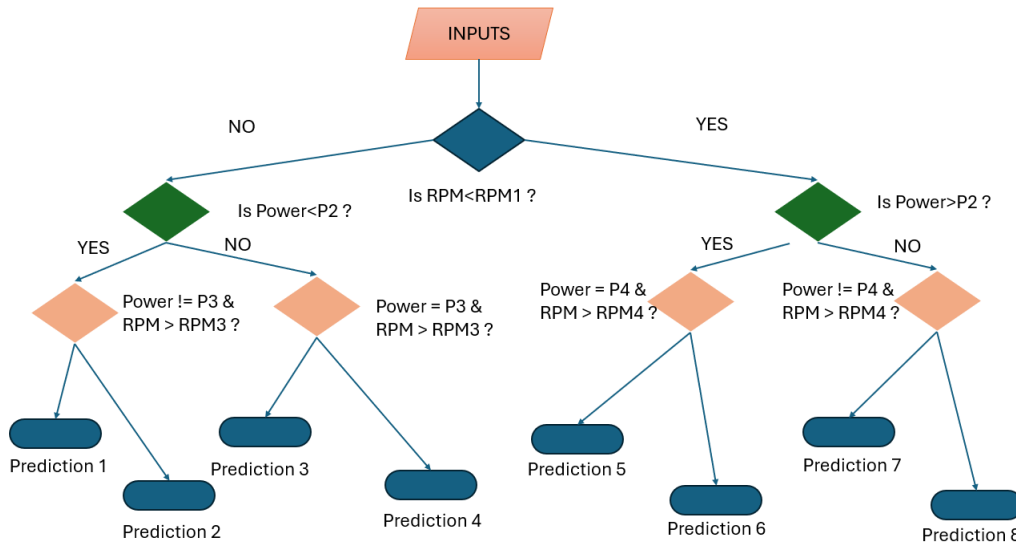 INPUTS
NO
YES
Is RPM<RPM1 ?
Is Power<P2 ?
Is Power>P2 ?
YES
NO
YES
NO
Power != P3 &
RPM > RPM3 ?
Power = P3 &
RPM > RPM3 ?
Power = P4 &
RPM > RPM4 ?
Power != P4 &
RPM > RPM4 ?
Prediction 1
Prediction 2
Prediction 3
Prediction 4
Prediction 5
Prediction 6
Prediction 7
Prediction 8